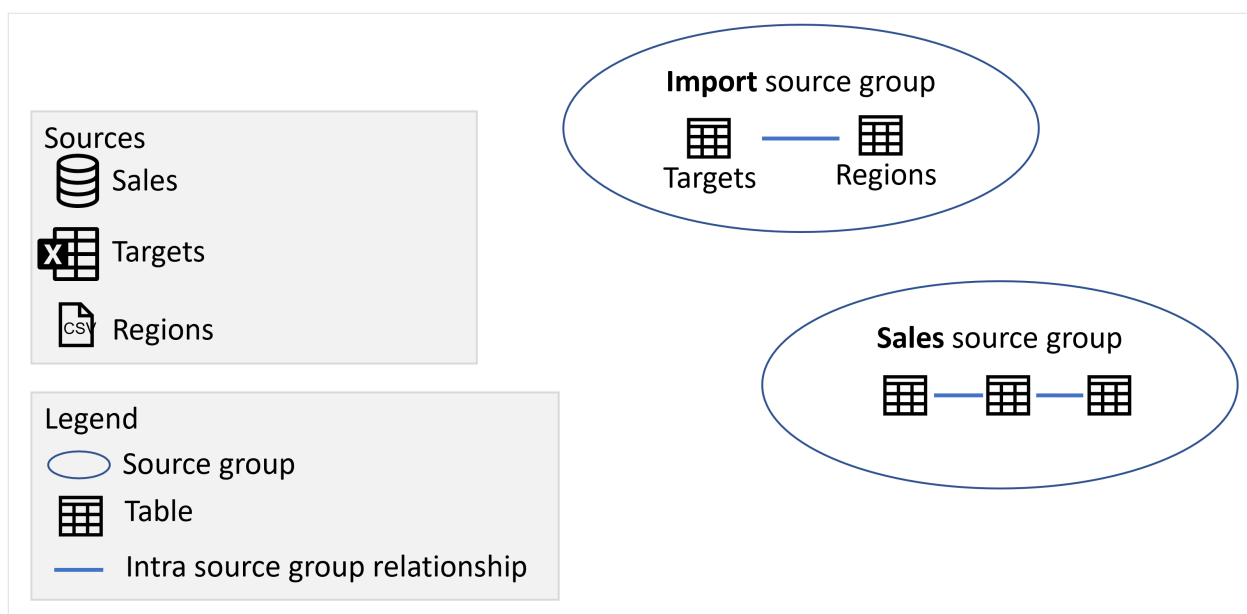 Sources
Sales
X
Targets
CSV
Regions
Legend
Source group
Table
Intra source group relationship
Import source group
Targets
Regions
Sales source group